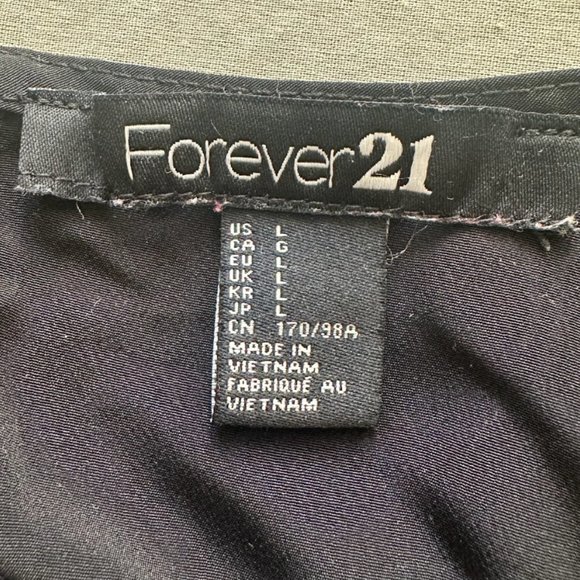 Forever21
US L
CA G
EU L
UK L
KR L
JP L
CN 170/98A
MADE IN
VIETNAM
FABRIQUÉ AU
VIETNAM